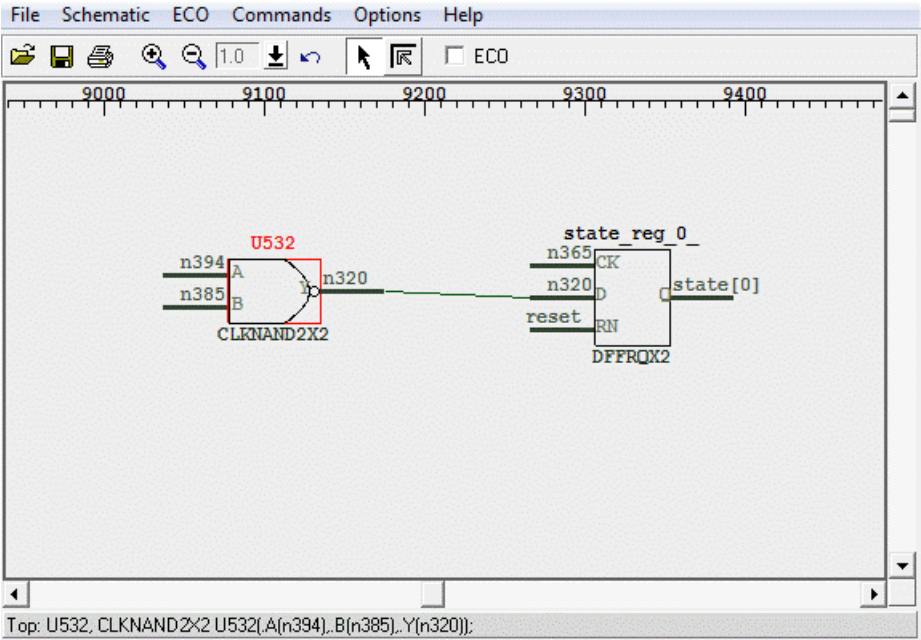 File Schematic ECO Commands Options Help
1.0 ECO
9000 9100 9200 9300 9400
U532
n394 A
n385 B
Y n320
CLKNAND2X2
state_reg_0_
n365 CK
n320 D
Q state[0]
reset RN
DFFRQX2
Top: U532, CLKNAND2X2 U532(.A(n394),.B(n385),.Y(n320));